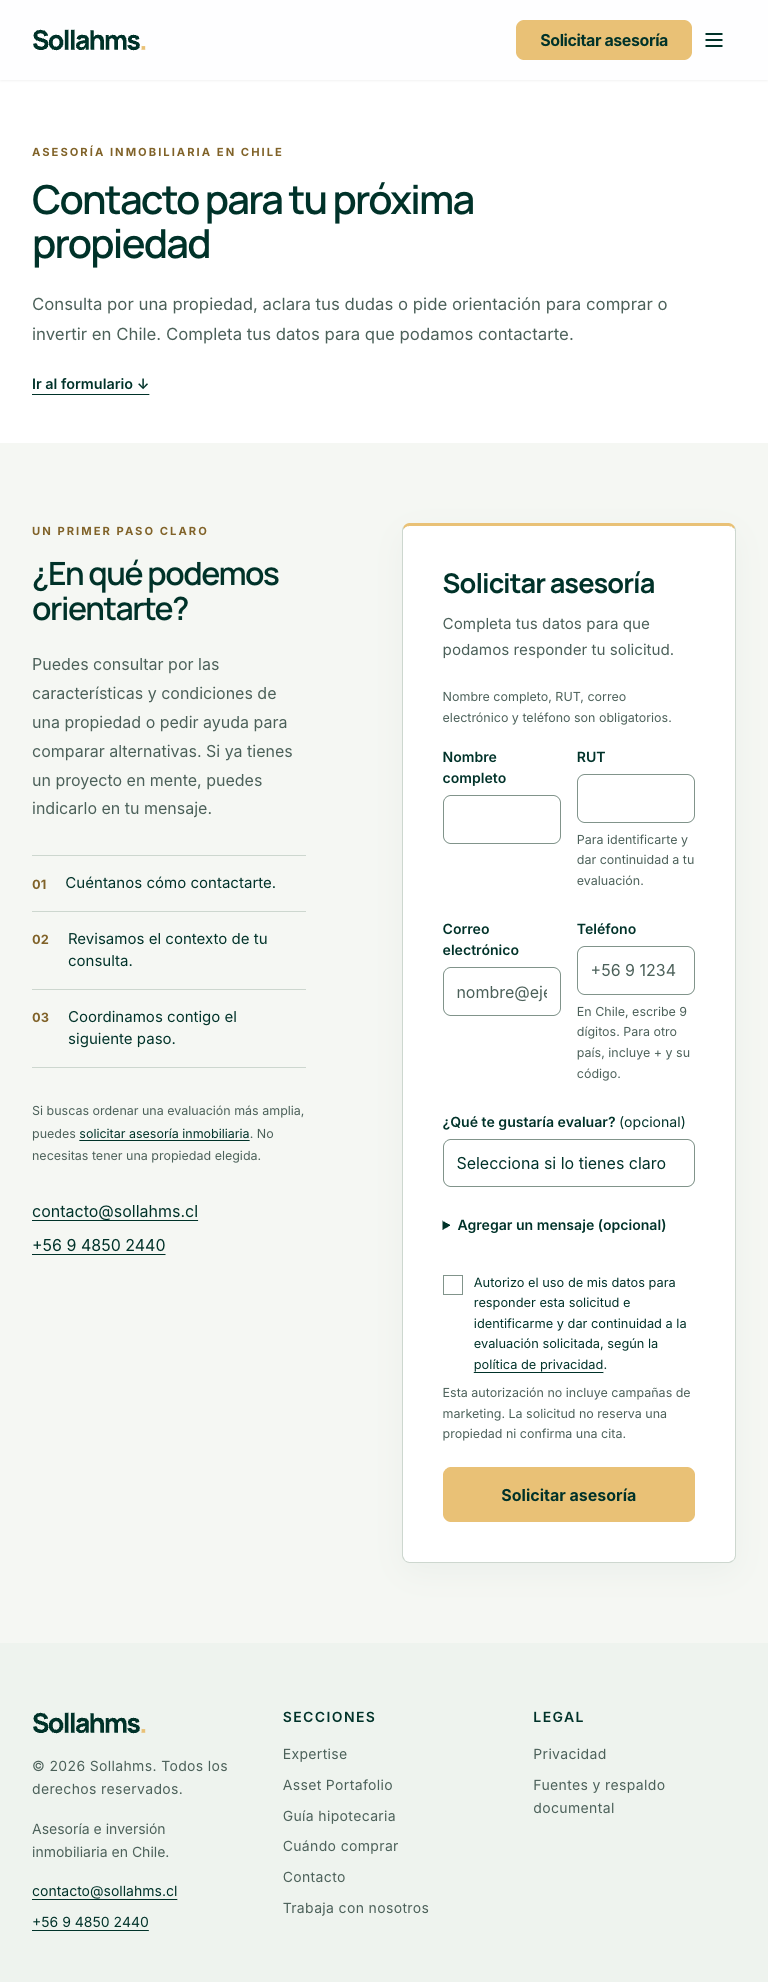 Sollahms.
Solicitar asesoría
ASESORÍA INMOBILIARIA EN CHILE
Contacto para tu próxima
propiedad
Consulta por una propiedad, aclara tus dudas o pide orientación para comprar o
invertir en Chile. Completa tus datos para que podamos contactarte.
Ir al formulario ↓
UN PRIMER PASO CLARO
¿En qué podemos
orientarte?
Puedes consultar por las
características y condiciones de
una propiedad o pedir ayuda para
comparar alternativas. Si ya tienes
un proyecto en mente, puedes
indicarlo en tu mensaje.
01 Cuéntanos cómo contactarte.
02 Revisamos el contexto de tu
consulta.
03 Coordinamos contigo el
siguiente paso.
Si buscas ordenar una evaluación más amplia,
puedes solicitar asesoría inmobiliaria. No
necesitas tener una propiedad elegida.
contacto@sollahms.cl
+56 9 4850 2440
Solicitar asesoría
Completa tus datos para que
podamos responder tu solicitud.
Nombre completo, RUT, correo
electrónico y teléfono son obligatorios.
Nombre
completo
RUT
Para identificarte y
dar continuidad a tu
evaluación.
Correo
electrónico
nombre@eje
Teléfono
+56 9 1234
En Chile, escribe 9
dígitos. Para otro
país, incluye + y su
código.
¿Qué te gustaría evaluar? (opcional)
Selecciona si lo tienes claro
Agregar un mensaje (opcional)
Autorizo el uso de mis datos para
responder esta solicitud e
identificarme y dar continuidad a la
evaluación solicitada, según la
política de privacidad.
Esta autorización no incluye campañas de
marketing. La solicitud no reserva una
propiedad ni confirma una cita.
Solicitar asesoría
Sollahms.
© 2026 Sollahms. Todos los
derechos reservados.
Asesoría e inversión
inmobiliaria en Chile.
contacto@sollahms.cl
+56 9 4850 2440
SECCIONES
Expertise
Asset Portafolio
Guía hipotecaria
Cuándo comprar
Contacto
Trabaja con nosotros
LEGAL
Privacidad
Fuentes y respaldo
documental